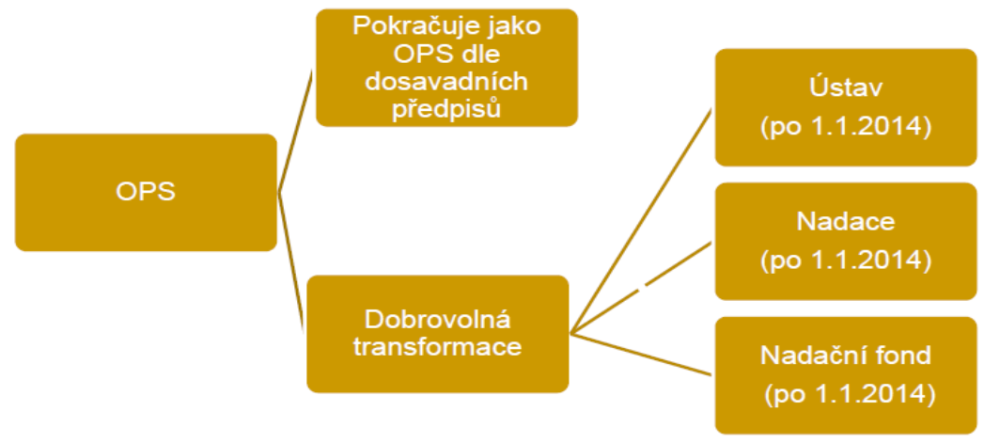 OPS
Pokračuje jako
OPS dle
dosavadních
předpisů
Dobrovolná
transformace
Ústav
(po 1.1.2014)
Nadace
(po 1.1.2014)
Nadační fond
(po 1.1.2014)